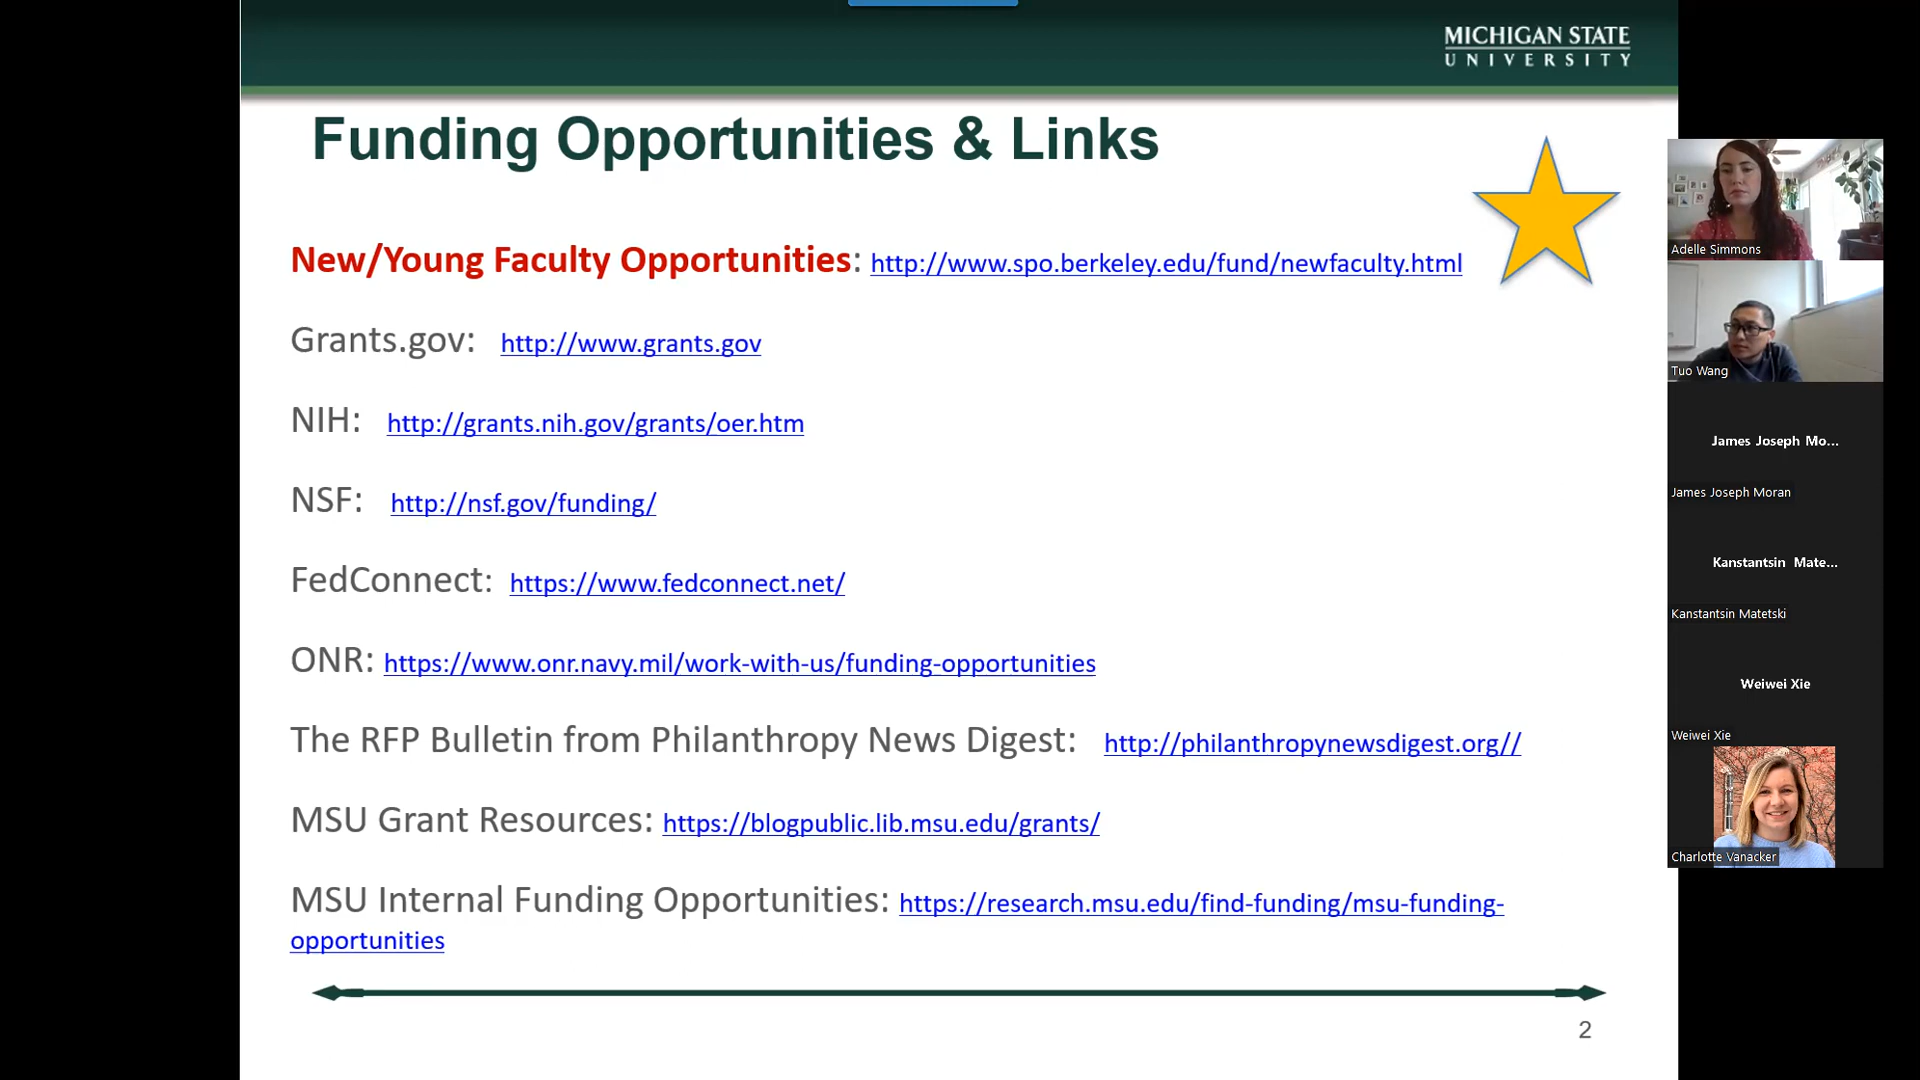 MICHIGAN STATE
UNIVERSITY
Funding Opportunities & Links
New/Young Faculty Opportunities: http://www.spo.berkeley.edu/fund/newfaculty.html
Grants.gov: http://www.grants.gov
NIH: http://grants.nih.gov/grants/oer.htm
NSF: http://nsf.gov/funding/
FedConnect: https://www.fedconnect.net/
ONR: https://www.onr.navy.mil/work-with-us/funding-opportunities
The RFP Bulletin from Philanthropy News Digest: http://philanthropynewsdigest.org//
MSU Grant Resources: https://blogpublic.lib.msu.edu/grants/
MSU Internal Funding Opportunities: https://research.msu.edu/find-funding/msu-funding-
opportunities
2
Adelle Simmons
Tuo Wang
James Joseph Mo...
James Joseph Moran
Kanstantsin Mate...
Kanstantsin Matetski
Weiwei Xie
Weiwei Xie
Charlotte Vanacker